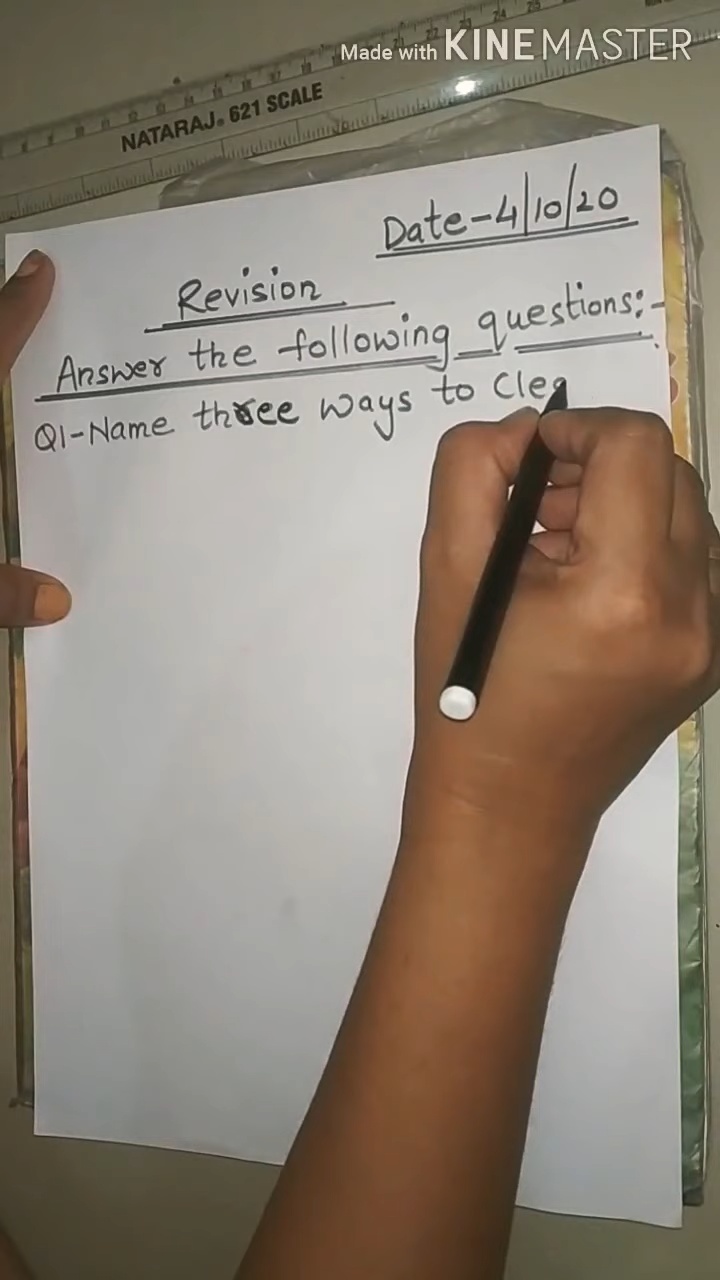 Made with KINEMASTER
NATARAJ. 621 SCALE
Date-4/10/20
Revision
Answer the following questions:-
Q1-Name three ways to Clea